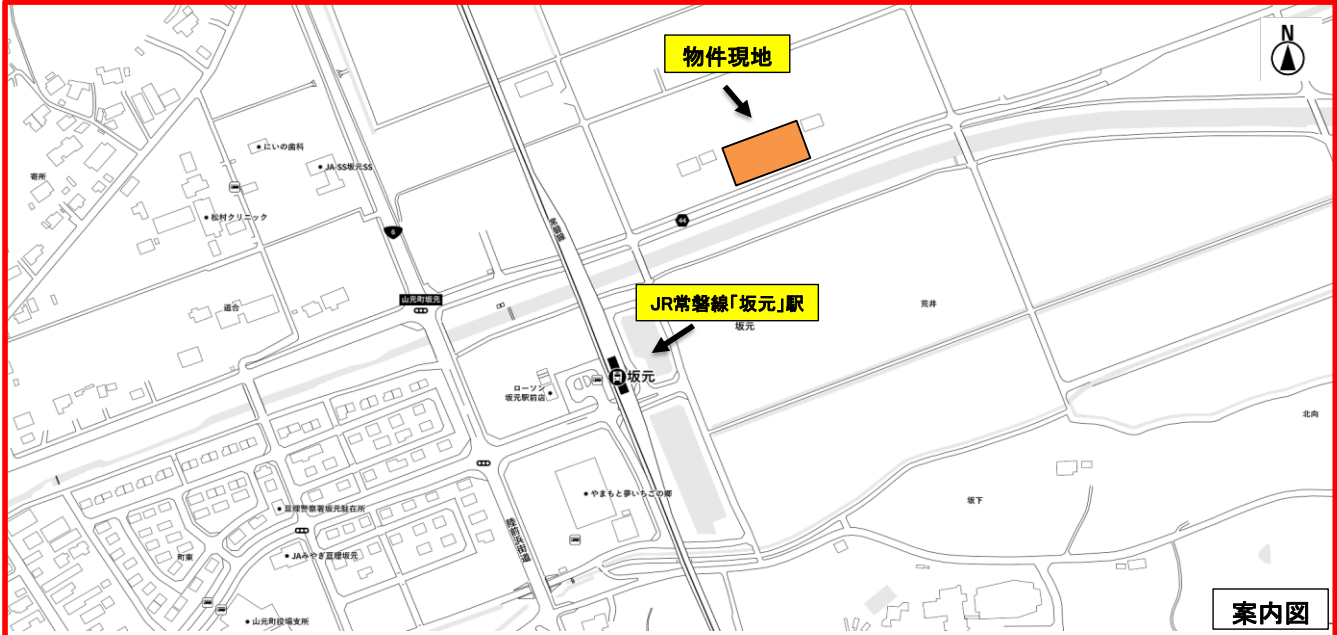 物件現地
N
にいの歯科
JA-SS坂元SS
寄所
松村クリニック
6
常磐線
44
山元町坂元
道合
JR常磐線「坂元」駅
坂元
荒井
坂元
ローソン
坂元駅前店
北向
やまもと夢いちごの郷
坂下
亘理警察署坂元駐在所
陸前浜街道
町東
JAみやぎ亘理坂元
山元町役場支所
案内図